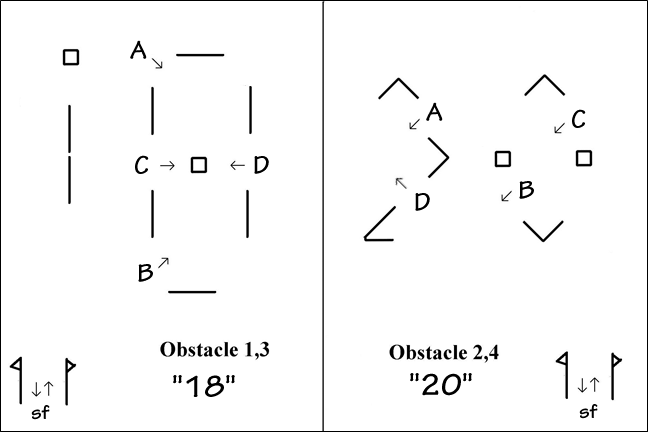 A
C
D
B
Obstacle 1,3
"18"
sf
A
C
B
D
Obstacle 2,4
"20"
sf